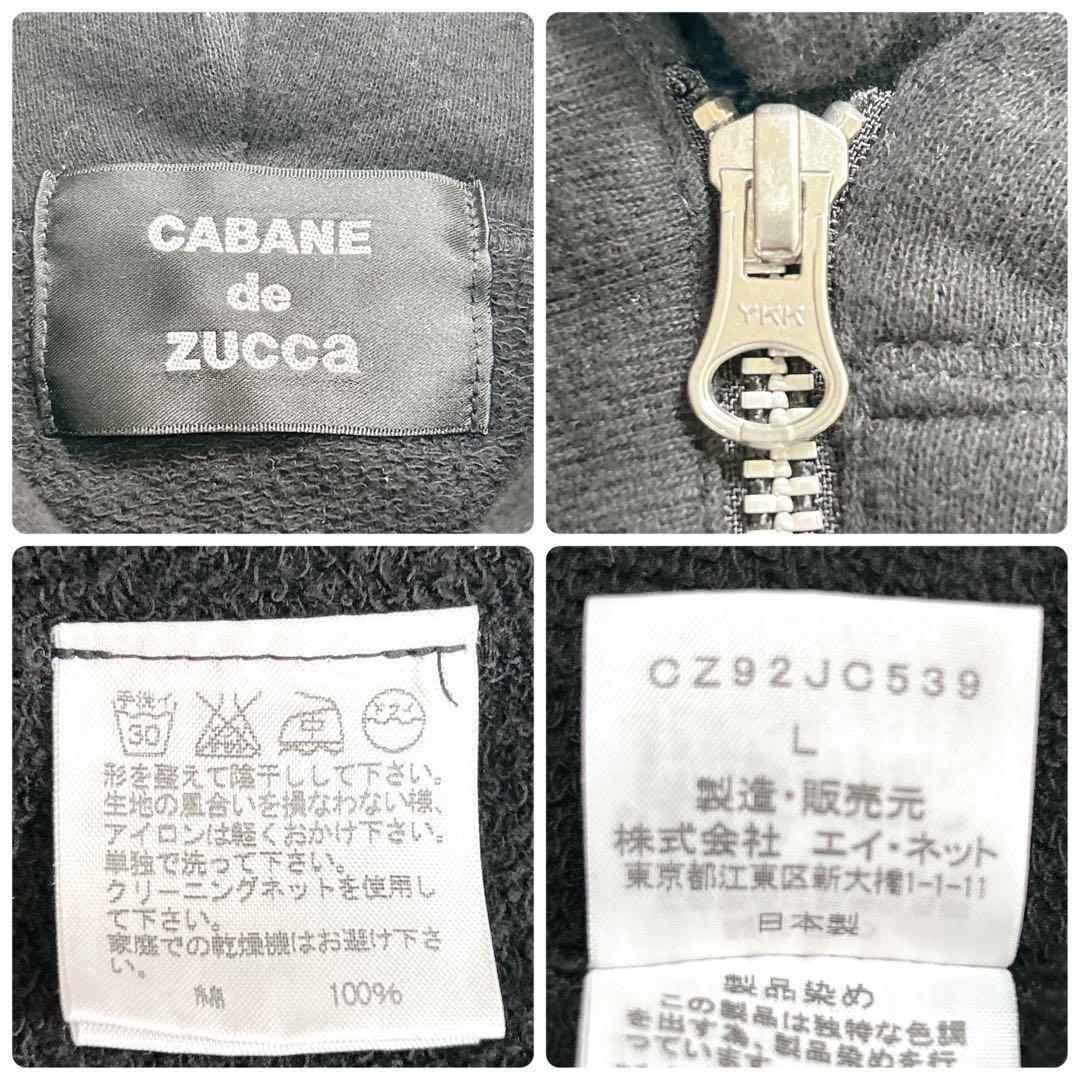 CABANE
de
ZUCCa
YKK
手洗イ
30
エンソサラシ
中
ドライ
形を整えて陰干しして下さい。
生地の風合いを損なわない様、
アイロンは軽くおかけ下さい。
単独で洗って下さい。
クリーニングネットを使用し
て下さい。
家庭での乾燥機はお避け下さ
い。
綿 100%
CZ92JC539
L
製造・販売元
株式会社 エイ・ネット
東京都江東区新大橋1-1-11
日本製
製品染め
この製品は独特な色調
を出す為、製品染めを行
っています